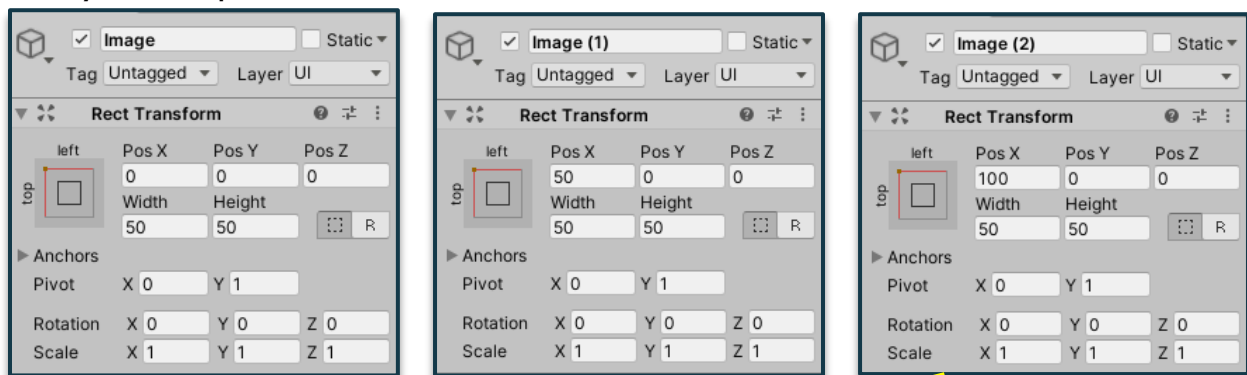 Image
Static
Tag Untagged Layer UI
Rect Transform
left
top
Pos X Pos Y Pos Z
0 0 0
Width Height
50 50 R
Anchors
Pivot X 0 Y 1
Rotation X 0 Y 0 Z 0
Scale X 1 Y 1 Z 1
Image (1)
Static
Tag Untagged Layer UI
Rect Transform
left
top
Pos X Pos Y Pos Z
50 0 0
Width Height
50 50 R
Anchors
Pivot X 0 Y 1
Rotation X 0 Y 0 Z 0
Scale X 1 Y 1 Z 1
Image (2)
Static
Tag Untagged Layer UI
Rect Transform
left
top
Pos X Pos Y Pos Z
100 0 0
Width Height
50 50 R
Anchors
Pivot X 0 Y 1
Rotation X 0 Y 0 Z 0
Scale X 1 Y 1 Z 1